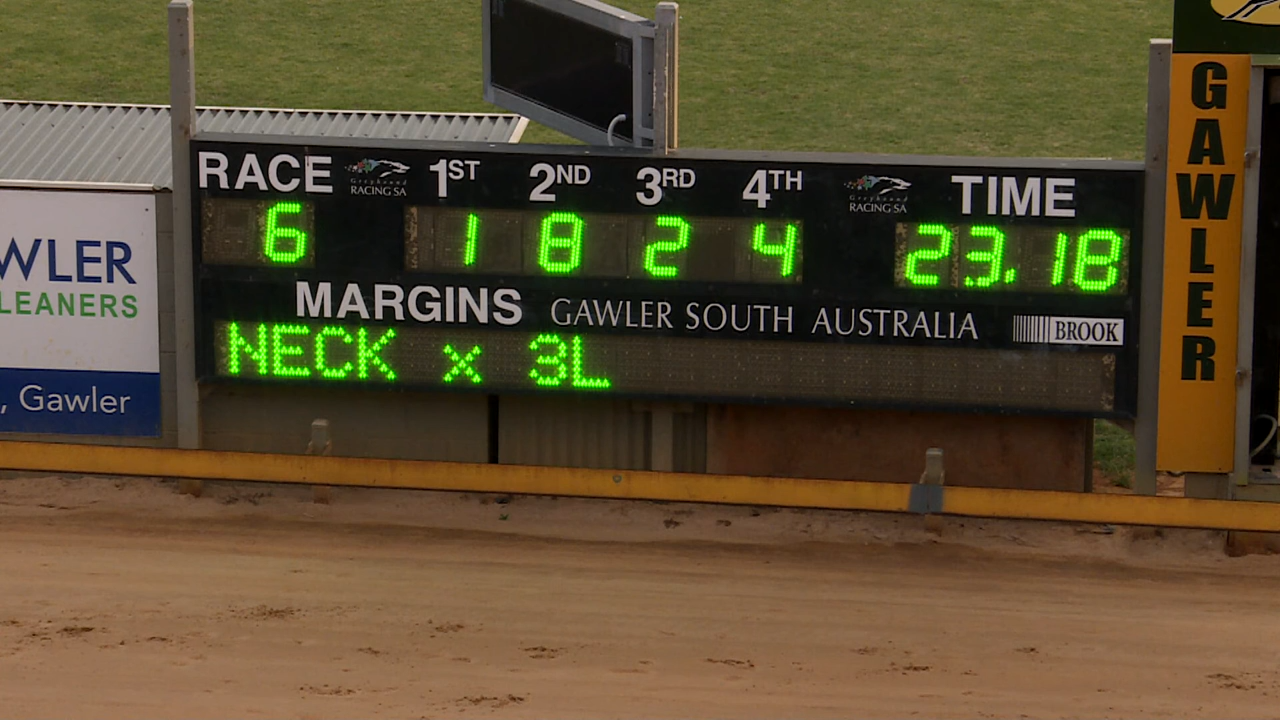 RACE Greyhound RACING SA 1ST 2ND 3RD 4TH Greyhound RACING SA TIME
6 1 8 2 4 23.18
MARGINS GAWLER SOUTH AUSTRALIA BROOK
NECK x 3L
WLER
LEANERS
, Gawler
GAWLER